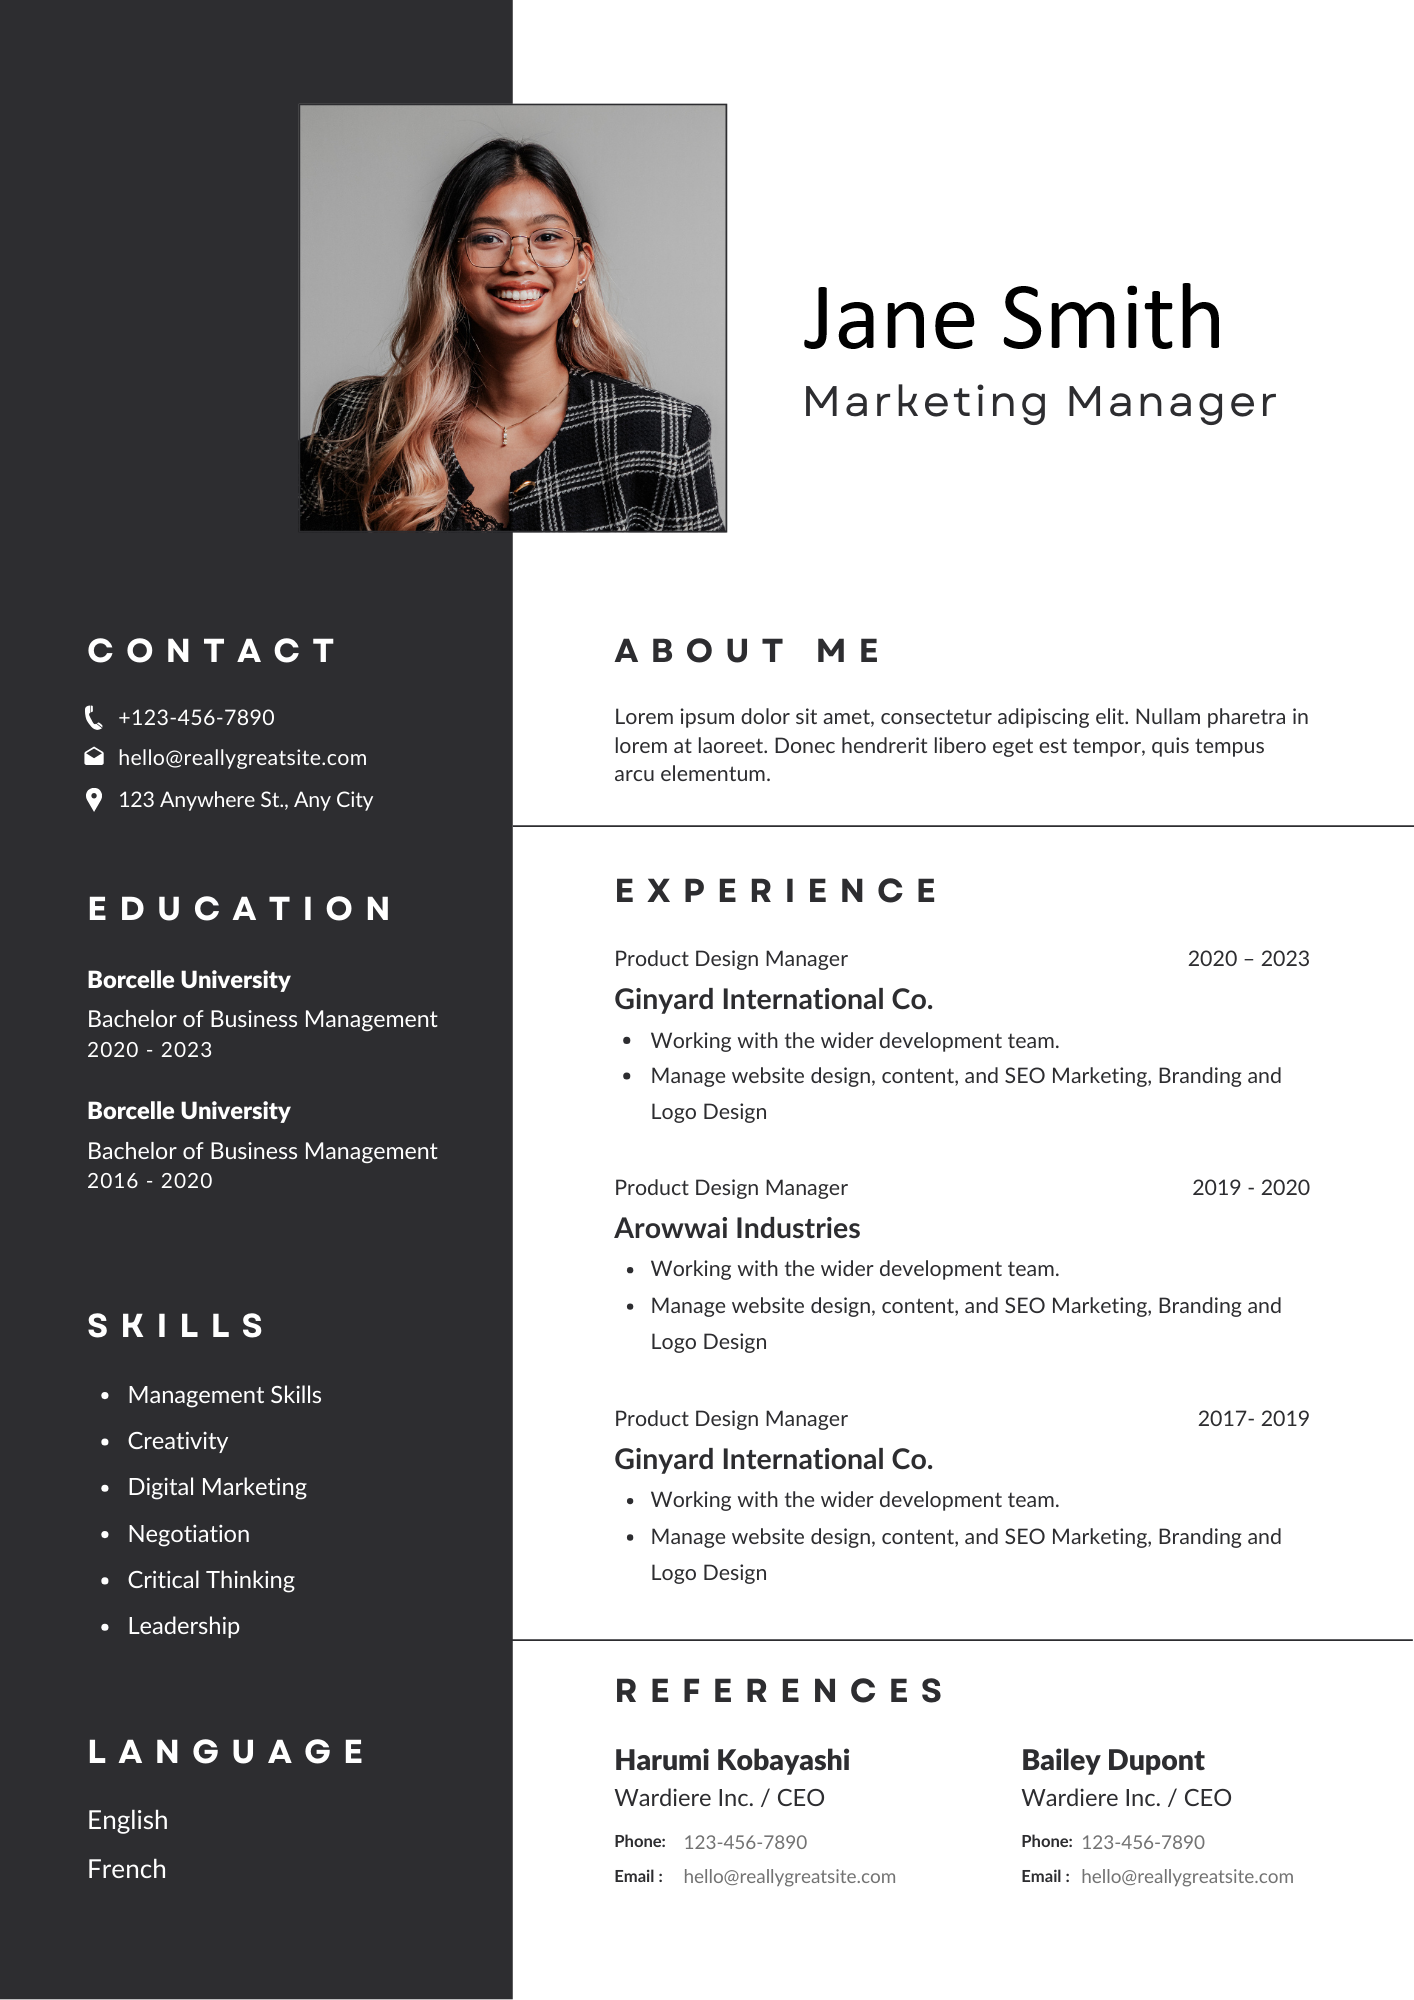 Jane Smith
Marketing Manager
CONTACT
+123-456-7890
hello@reallygreatsite.com
123 Anywhere St., Any City
EDUCATION
Borcelle University
Bachelor of Business Management
2020 - 2023
Borcelle University
Bachelor of Business Management
2016 - 2020
SKILLS
• Management Skills
• Creativity
• Digital Marketing
• Negotiation
• Critical Thinking
• Leadership
LANGUAGE
English
French
ABOUT ME
Lorem ipsum dolor sit amet, consectetur adipiscing elit. Nullam pharetra in
lorem at laoreet. Donec hendrerit libero eget est tempor, quis tempus
arcu elementum.
EXPERIENCE
Product Design Manager 2020 – 2023
Ginyard International Co.
• Working with the wider development team.
• Manage website design, content, and SEO Marketing, Branding and
Logo Design
Product Design Manager 2019 - 2020
Arowwai Industries
• Working with the wider development team.
• Manage website design, content, and SEO Marketing, Branding and
Logo Design
Product Design Manager 2017- 2019
Ginyard International Co.
• Working with the wider development team.
• Manage website design, content, and SEO Marketing, Branding and
Logo Design
REFERENCES
Harumi Kobayashi
Wardiere Inc. / CEO
Phone: 123-456-7890
Email : hello@reallygreatsite.com
Bailey Dupont
Wardiere Inc. / CEO
Phone: 123-456-7890
Email : hello@reallygreatsite.com